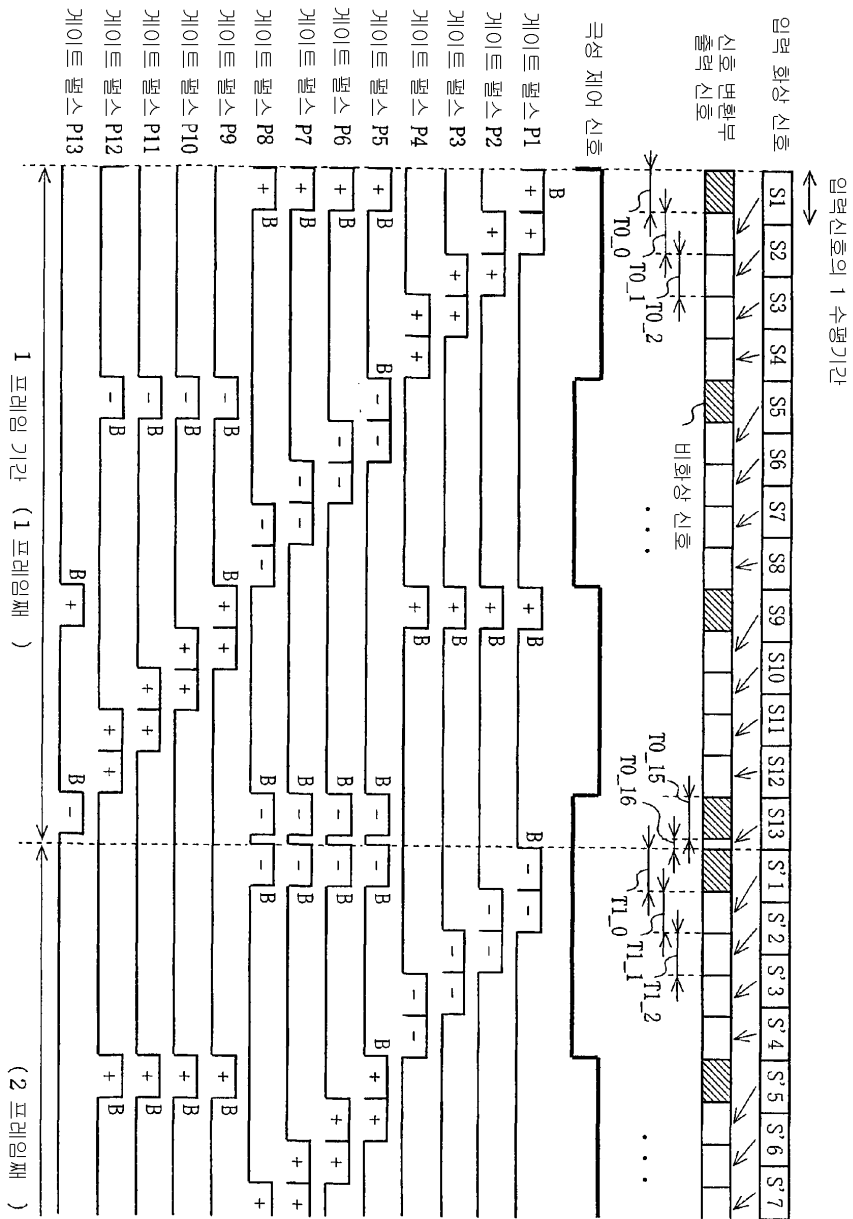 입력신호의 1 수평기간
입력 화상 신호 S1 S2 S3 S4 S5 S6 S7 S8 S9 S10 S11 S12 S13 S'1 S'2 S'3 S'4 S'5 S'6 S'7
신호 변환부
출력 신호
비화상 신호
T0_0 T0_1 T0_2 ... T0_15 T0_16 T1_0 T1_1 T1_2 ...
극성 제어 신호
게이트 펄스 P1 B + + + B B - -
게이트 펄스 P2 + + + B - -
게이트 펄스 P3 + + + B - -
게이트 펄스 P4 + + + B - -
게이트 펄스 P5 + B B - - B - - B B + +
게이트 펄스 P6 + B - - B - - B + +
게이트 펄스 P7 + B - - B - - B + +
게이트 펄스 P8 + B - - B - - B +
게이트 펄스 P9 - B B + + + B
게이트 펄스 P10 - B + + + B
게이트 펄스 P11 - B + + + B
게이트 펄스 P12 - B + + + B
게이트 펄스 P13 B + B -
1 프레임 기간 (1 프레임째 )
(2 프레임째 )